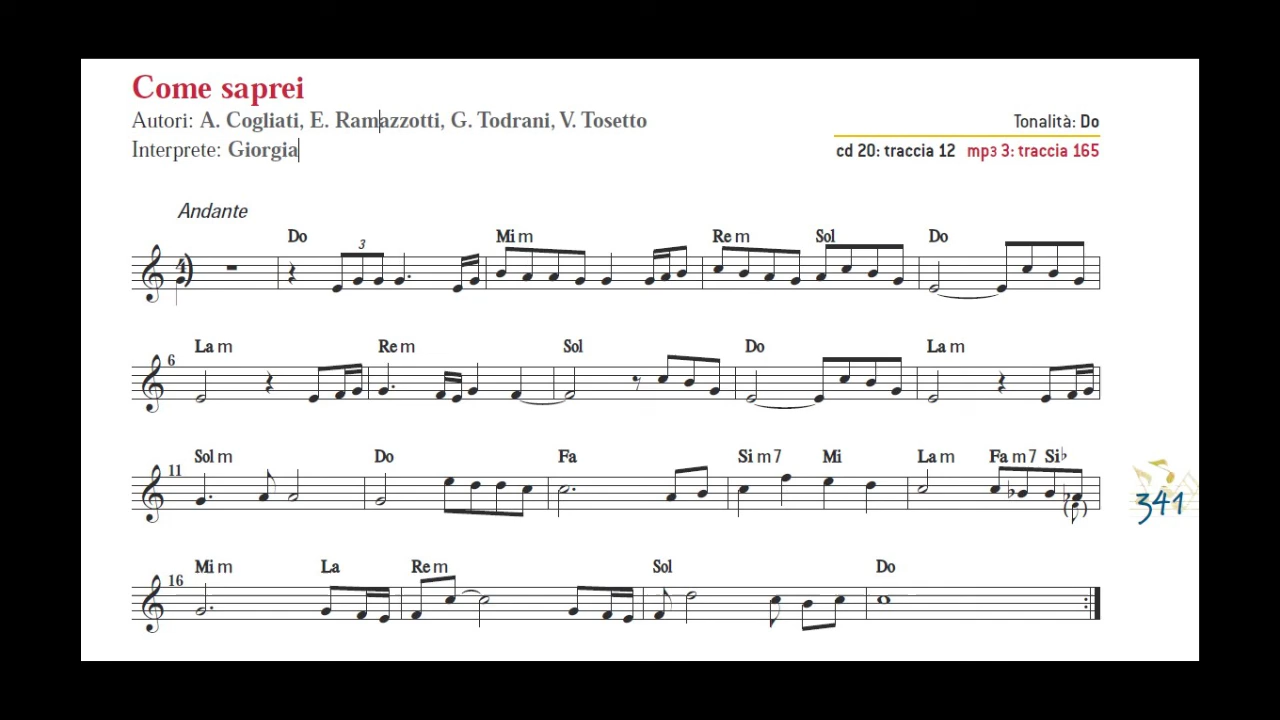 Come saprei
Autori: A. Cogliati, E. Ramazzotti, G. Todrani, V. Tosetto
Tonalità: Do
Interprete: Giorgia
cd 20: traccia 12 mp3 3: traccia 165
Andante
Do Mi m Re m Sol Do
3
4
6 La m Re m Sol Do La m
11 Sol m Do Fa Si m7 Mi La m Fa m7 Si♭
341
16 Mi m La Re m Sol Do